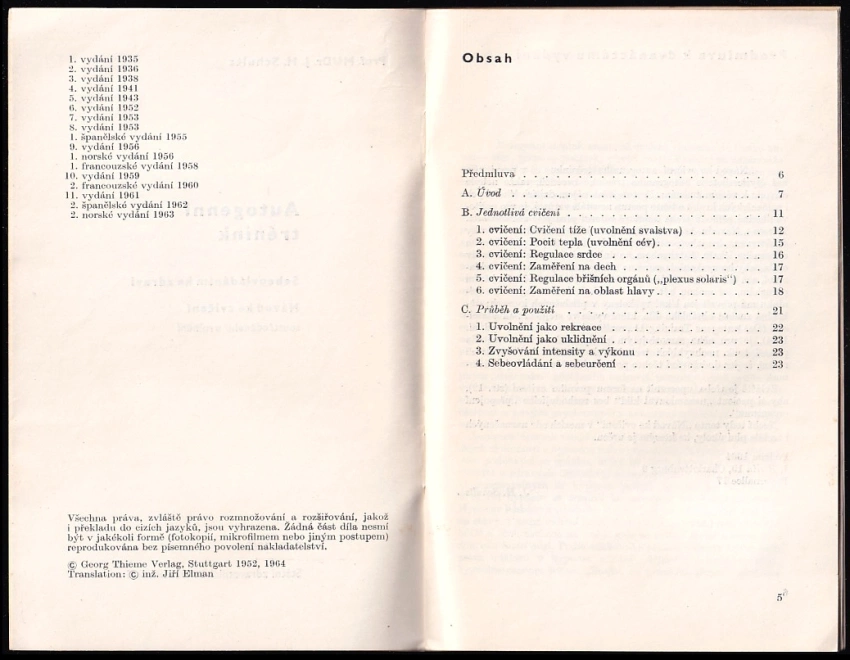 1. vydání 1935
2. vydání 1936
3. vydání 1938
4. vydání 1941
5. vydání 1943
6. vydání 1952
7. vydání 1953
8. vydání 1953
1. španělské vydání 1955
9. vydání 1956
1. norské vydání 1956
1. francouzské vydání 1958
10. vydání 1959
2. francouzské vydání 1960
11. vydání 1961
2. španělské vydání 1962
2. norské vydání 1963
Všechna práva, zvláště právo rozmnožování a rozšiřování, jakož
i překladu do cizích jazyků, jsou vyhrazena. Žádná část díla nesmí
být v jakékoli formě (fotokopií, mikrofilmem nebo jiným postupem)
reprodukována bez písemného povolení nakladatelství.
© Georg Thieme Verlag, Stuttgart 1952, 1964
Translation: © inž. Jiří Elman
Obsah
Předmluva . . . . . . . . . . . . . . . . . . . . 6
A. Úvod . . . . . . . . . . . . . . . . . . . . . 7
B. Jednotlivá cvičení . . . . . . . . . . . . . . . 11
1. cvičení: Cvičení tíže (uvolnění svalstva) . . . . . . 12
2. cvičení: Pocit tepla (uvolnění cév) . . . . . . . . 15
3. cvičení: Regulace srdce . . . . . . . . . . . . 16
4. cvičení: Zaměření na dech . . . . . . . . . . . 17
5. cvičení: Regulace břišních orgánů („plexus solaris“) . . 17
6. cvičení: Zaměření na oblast hlavy . . . . . . . . 18
C. Průběh a použití . . . . . . . . . . . . . . . 21
1. Uvolnění jako rekreace . . . . . . . . . . . . 22
2. Uvolnění jako uklidnění . . . . . . . . . . . . 23
3. Zvyšování intensity a výkonu . . . . . . . . . . 23
4. Sebeovládání a sebeurčení . . . . . . . . . . . 23
5